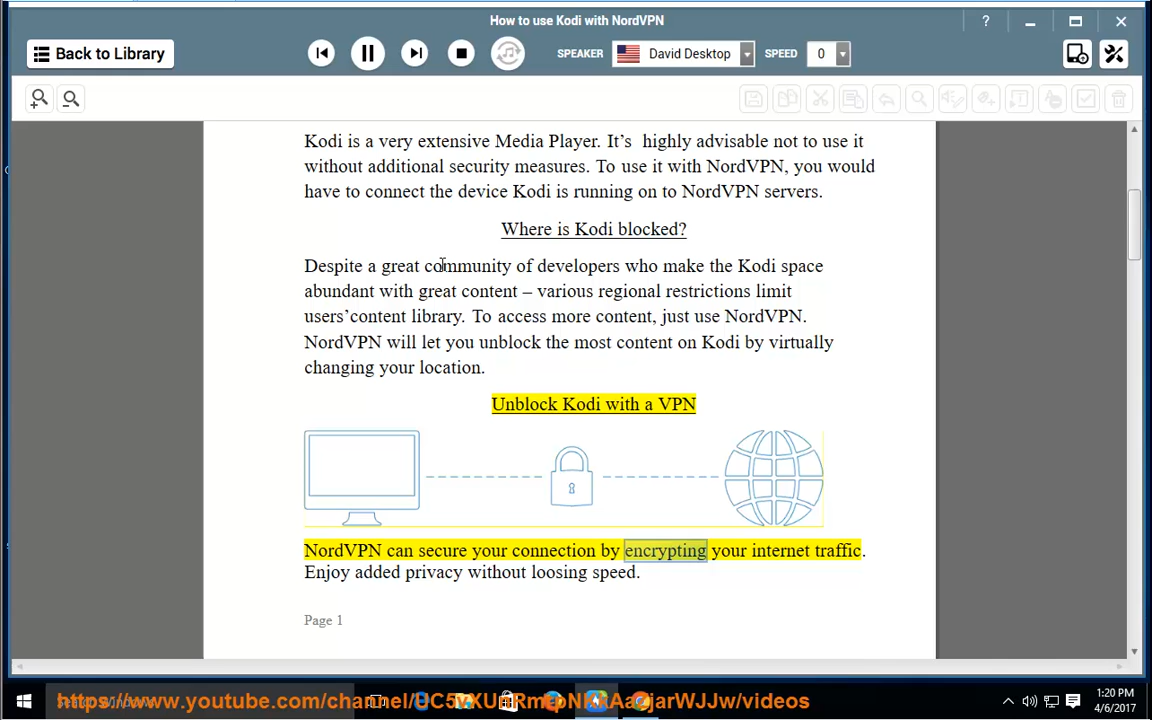 How to use Kodi with NordVPN
?
Back to Library
SPEAKER
David Desktop
SPEED
0
Kodi is a very extensive Media Player. It's  highly advisable not to use it
without additional security measures. To use it with NordVPN, you would
have to connect the device Kodi is running on to NordVPN servers.
Where is Kodi blocked?
Despite a great community of developers who make the Kodi space
abundant with great content – various regional restrictions limit
users'content library. To access more content, just use NordVPN.
NordVPN will let you unblock the most content on Kodi by virtually
changing your location.
Unblock Kodi with a VPN
NordVPN can secure your connection by encrypting your internet traffic.
Enjoy added privacy without loosing speed.
Page 1
Search Windows
1:20 PM
4/6/2017